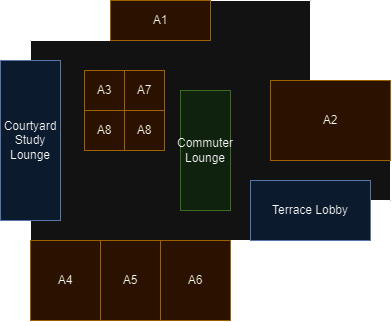 A1
A3
A7
A8
A8
Courtyard
Study
Lounge
Commuter
Lounge
A2
Terrace Lobby
A4
A5
A6